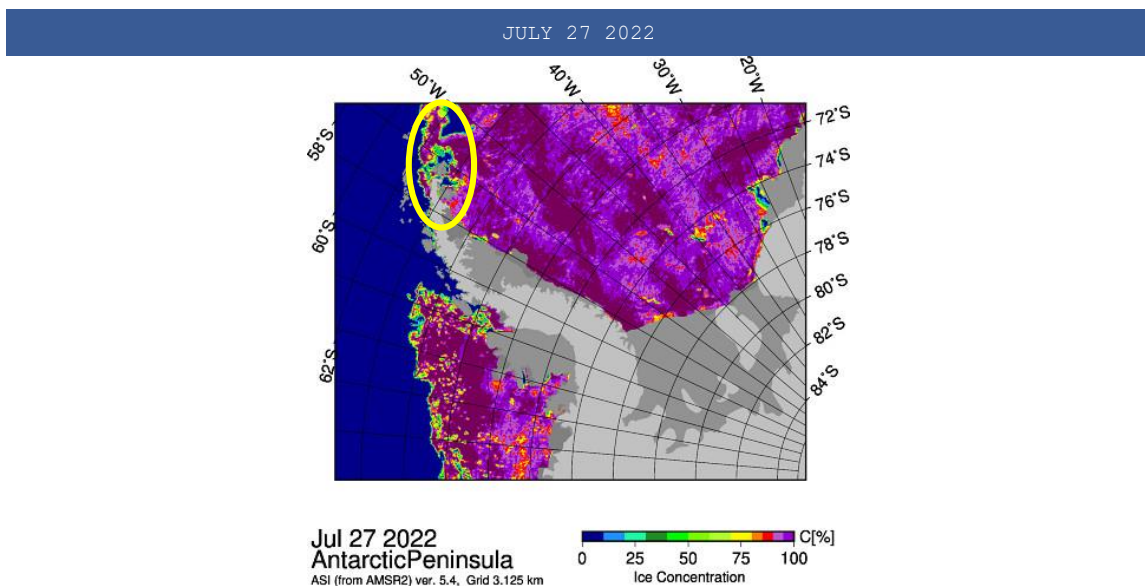 JULY 27 2022
50°W
40°W
30°W
20°W
58°S
60°S
62°S
72°S
74°S
76°S
78°S
80°S
82°S
84°S
Jul 27 2022
AntarcticPeninsula
ASI (from AMSR2) ver. 5.4, Grid 3.125 km
C[%]
0 25 50 75 100
Ice Concentration